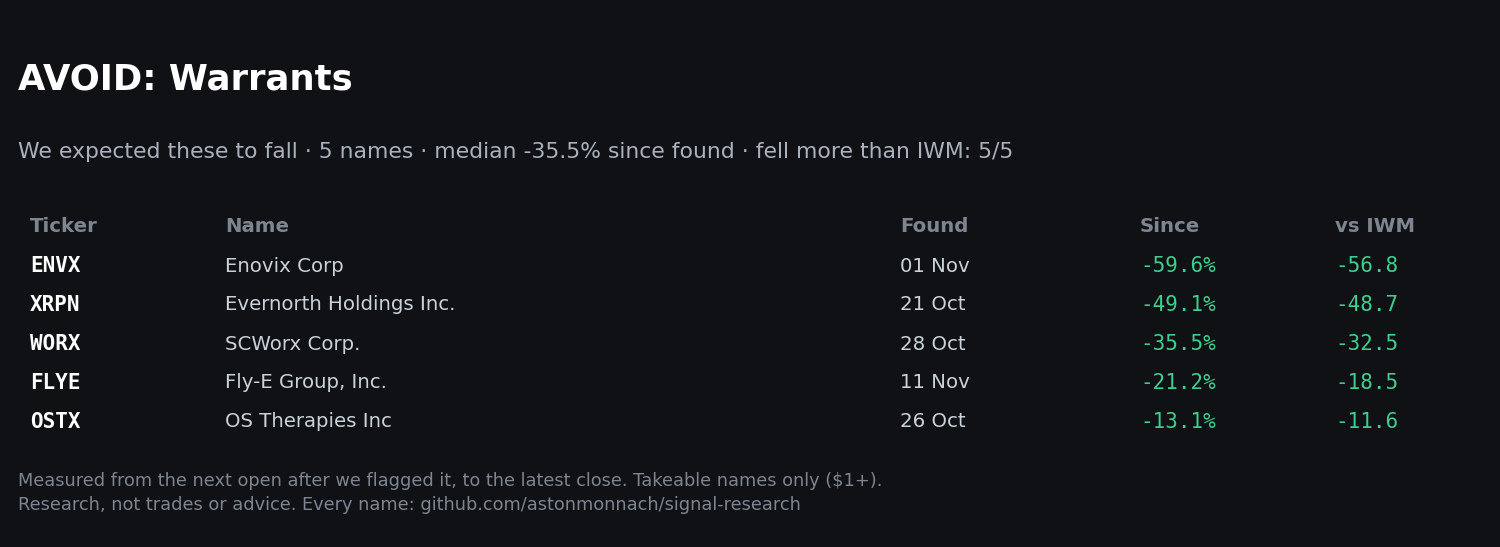 AVOID: Warrants
We expected these to fall · 5 names · median -35.5% since found · fell more than IWM: 5/5
Ticker Name Found Since vs IWM
ENVX Enovix Corp 01 Nov -59.6% -56.8
XRPN Evernorth Holdings Inc. 21 Oct -49.1% -48.7
WORX SCWorx Corp. 28 Oct -35.5% -32.5
FLYE Fly-E Group, Inc. 11 Nov -21.2% -18.5
OSTX OS Therapies Inc 26 Oct -13.1% -11.6
Measured from the next open after we flagged it, to the latest close. Takeable names only ($1+).
Research, not trades or advice. Every name: github.com/astonmonnach/signal-research